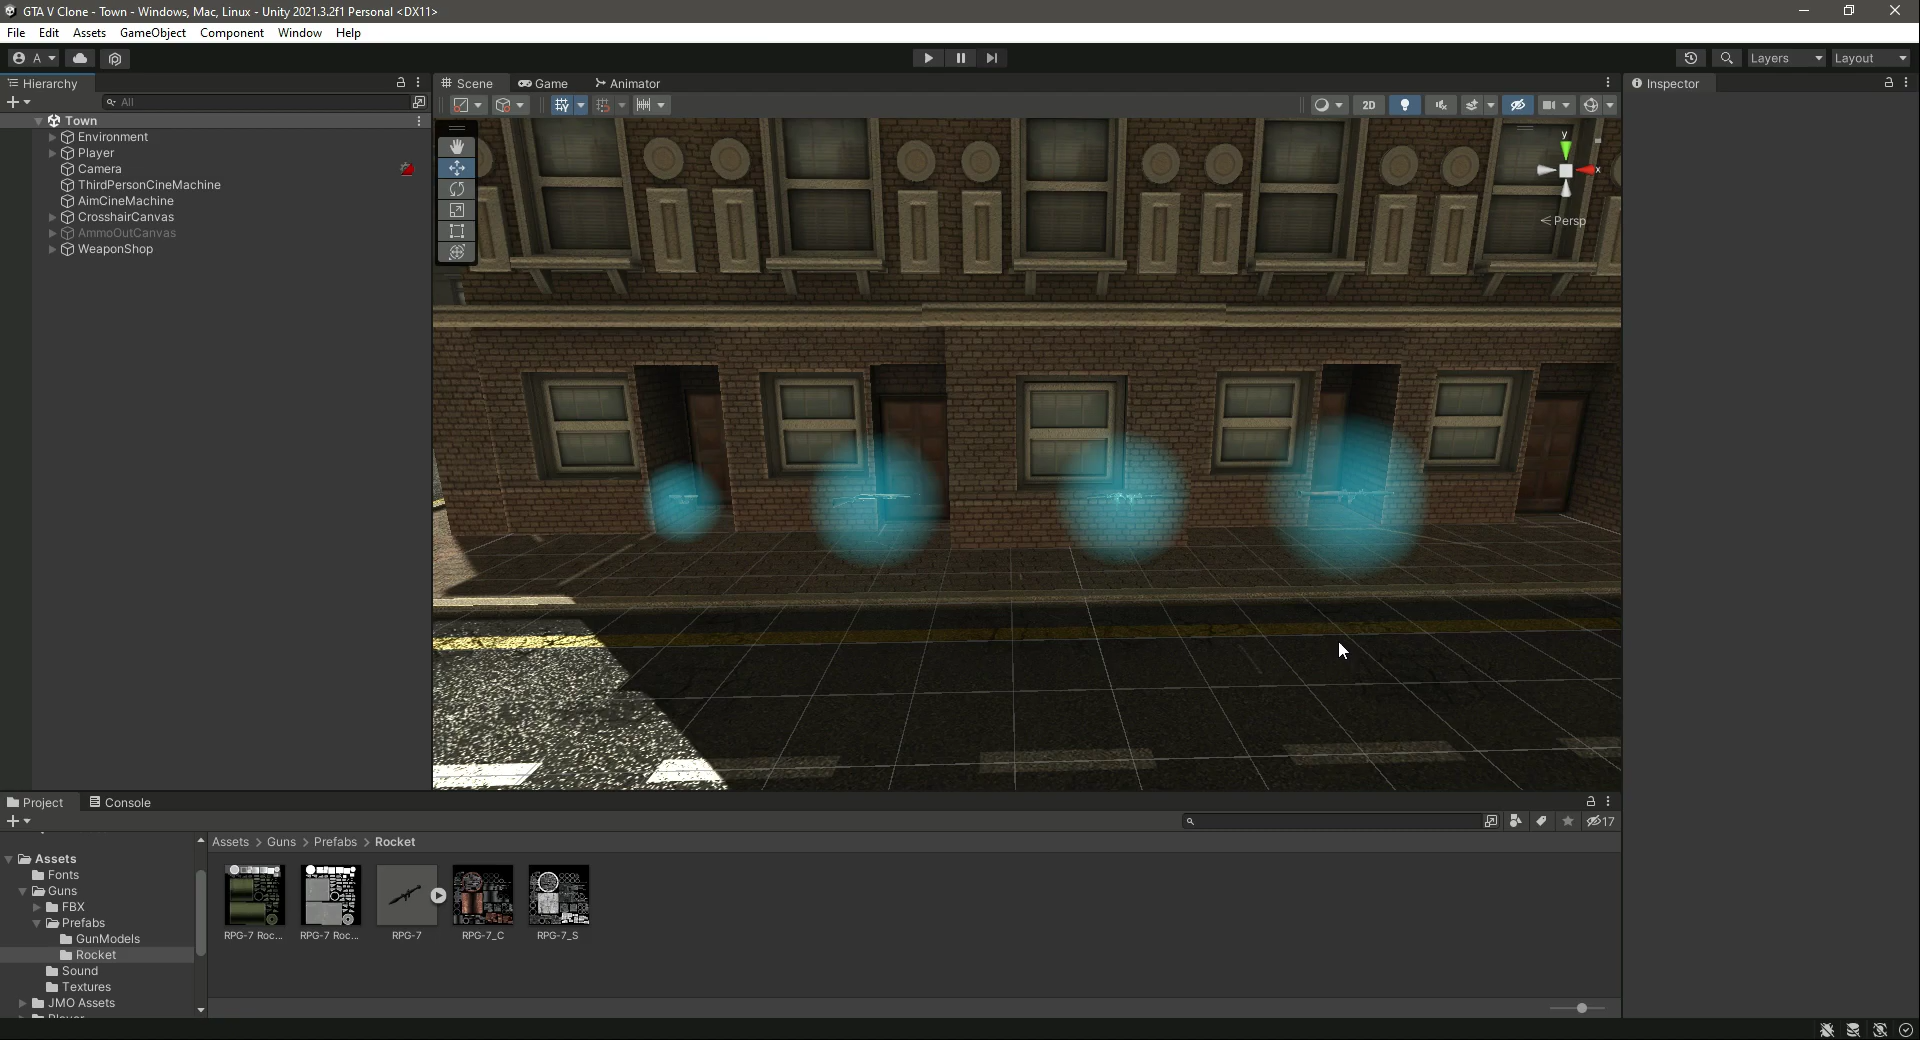 GTA V Clone - Town - Windows, Mac, Linux - Unity 2021.3.2f1 Personal <DX11>
File Edit Assets GameObject Component Window Help
A Layers Layout
Hierarchy
All
Town
Environment
Player
Camera
ThirdPersonCineMachine
AimCineMachine
CrosshairCanvas
AmmoOutCanvas
WeaponShop
Scene Game Animator
2D
y
x
< Persp
Inspector
Project Console
17
Assets
Fonts
Guns
FBX
Prefabs
GunModels
Rocket
Sound
Textures
JMO Assets
Player
Assets > Guns > Prefabs > Rocket
RPG-7 Roc... RPG-7 Roc... RPG-7 RPG-7_C RPG-7_S